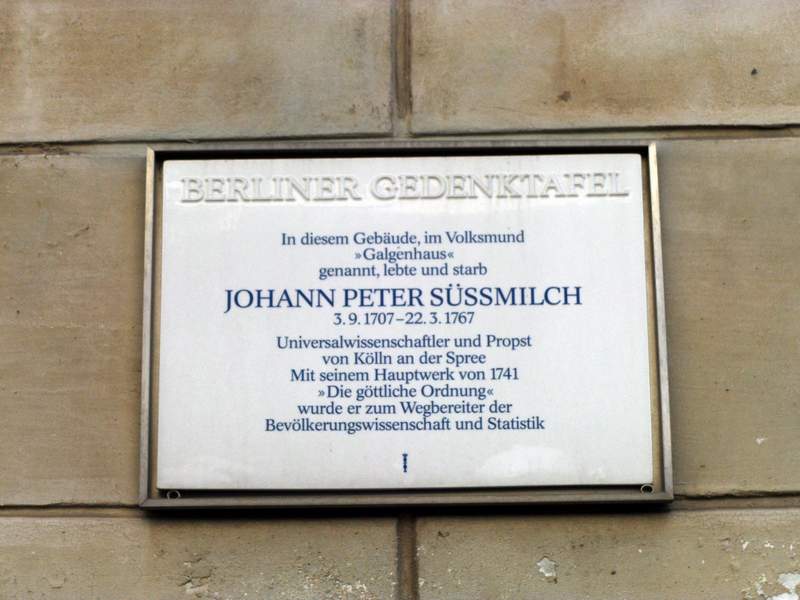 BERLINER GEDENKTAFEL
In diesem Gebäude, im Volksmund
»Galgenhaus«
genannt, lebte und starb
JOHANN PETER SÜSSMILCH
3. 9. 1707–22. 3. 1767
Universalwissenschaftler und Propst
von Kölln an der Spree
Mit seinem Hauptwerk von 1741
»Die göttliche Ordnung«
wurde er zum Wegbereiter der
Bevölkerungswissenschaft und Statistik